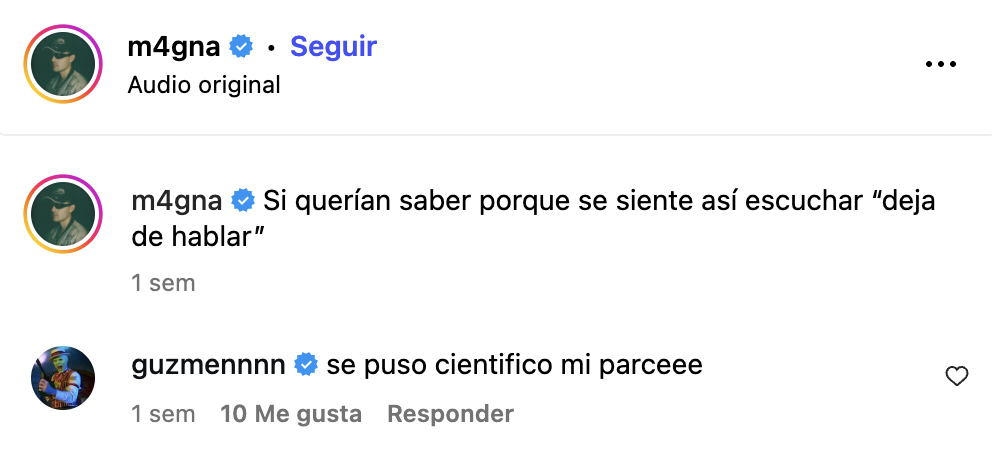 m4gna • Seguir
Audio original
m4gna Si querían saber porque se siente así escuchar “deja
de hablar”
1 sem
guzmennnn se puso cientifico mi parceee
1 sem 10 Me gusta Responder